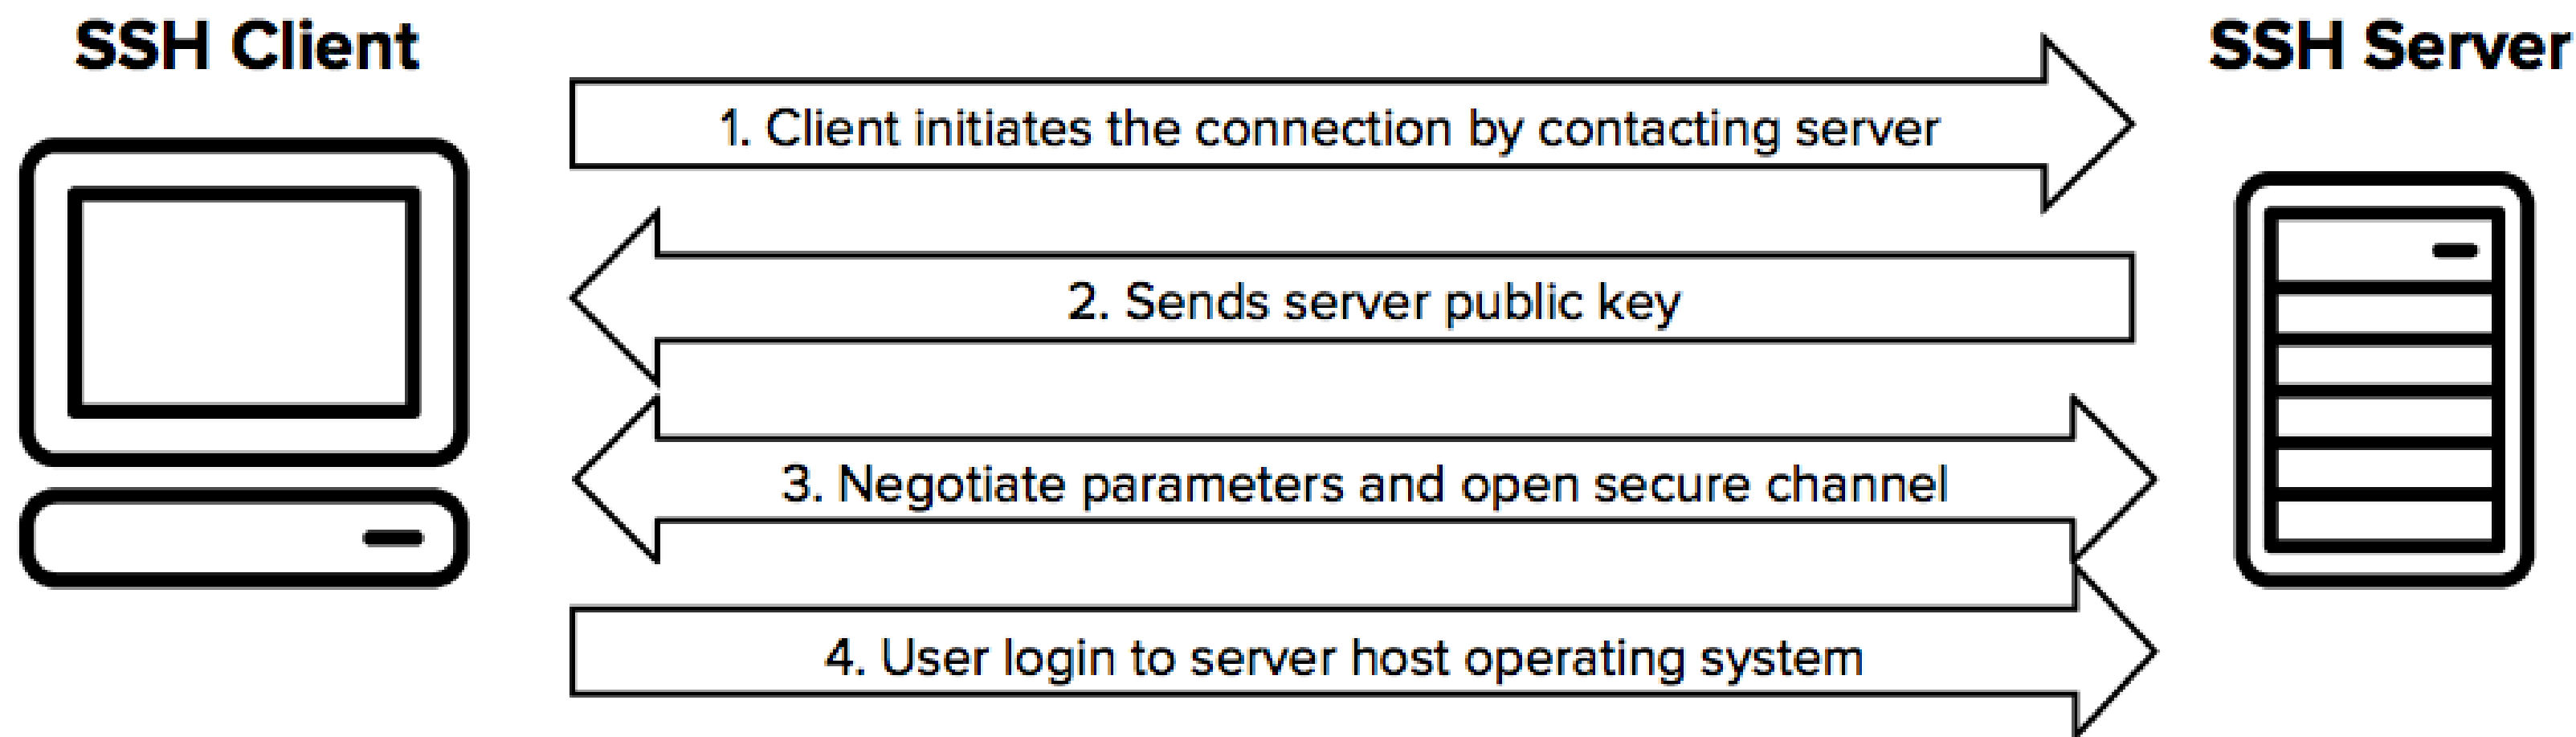 SSH Client
SSH Server
1. Client initiates the connection by contacting server
2. Sends server public key
3. Negotiate parameters and open secure channel
4. User login to server host operating system